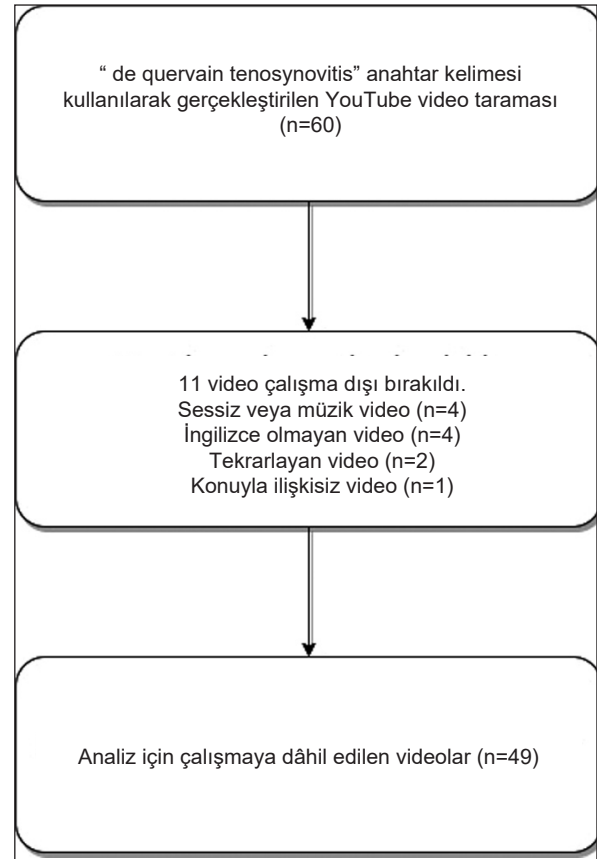 “ de quervain tenosynovitis” anahtar kelimesi
kullanılarak gerçekleştirilen YouTube video taraması
(n=60)
11 video çalışma dışı bırakıldı.
Sessiz veya müzik video (n=4)
İngilizce olmayan video (n=4)
Tekrarlayan video (n=2)
Konuyla ilişkisiz video (n=1)
Analiz için çalışmaya dâhil edilen videolar (n=49)